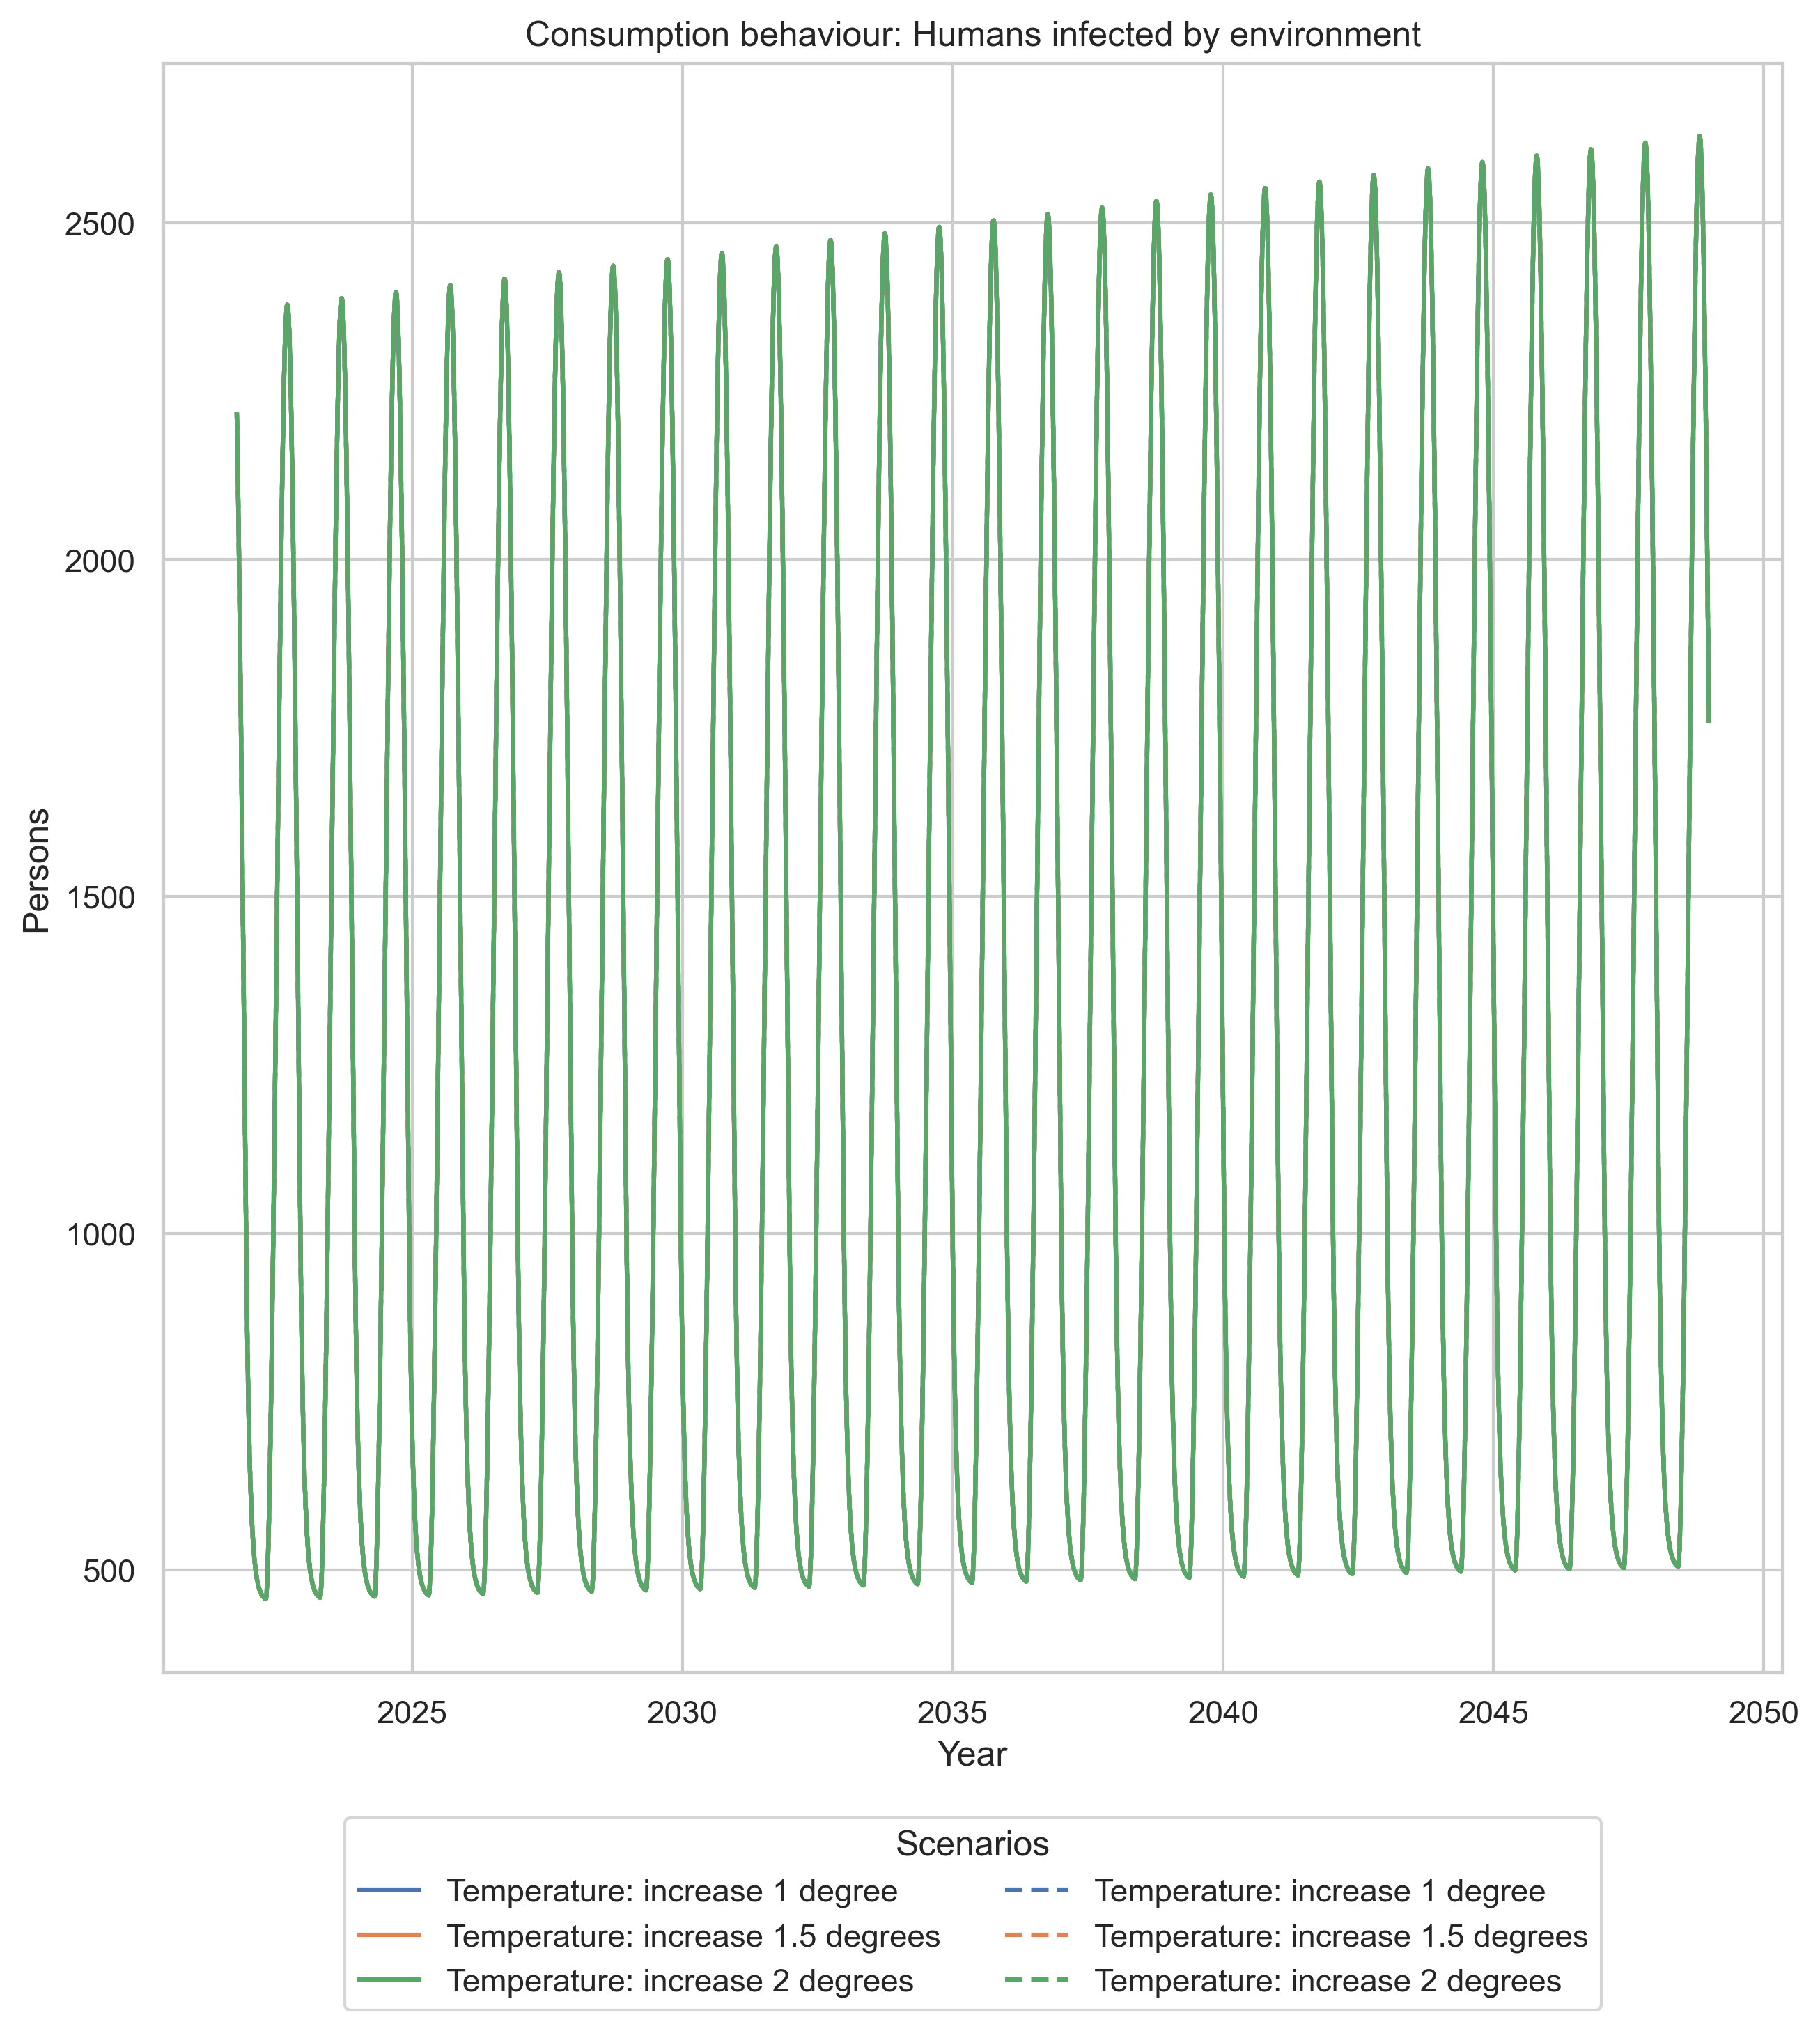 Consumption behaviour: Humans infected by environment
2500
2000
1500
1000
500
Persons
2025 2030 2035 2040 2045 2050
Year
Scenarios
Temperature: increase 1 degree Temperature: increase 1 degree
Temperature: increase 1.5 degrees Temperature: increase 1.5 degrees
Temperature: increase 2 degrees Temperature: increase 2 degrees